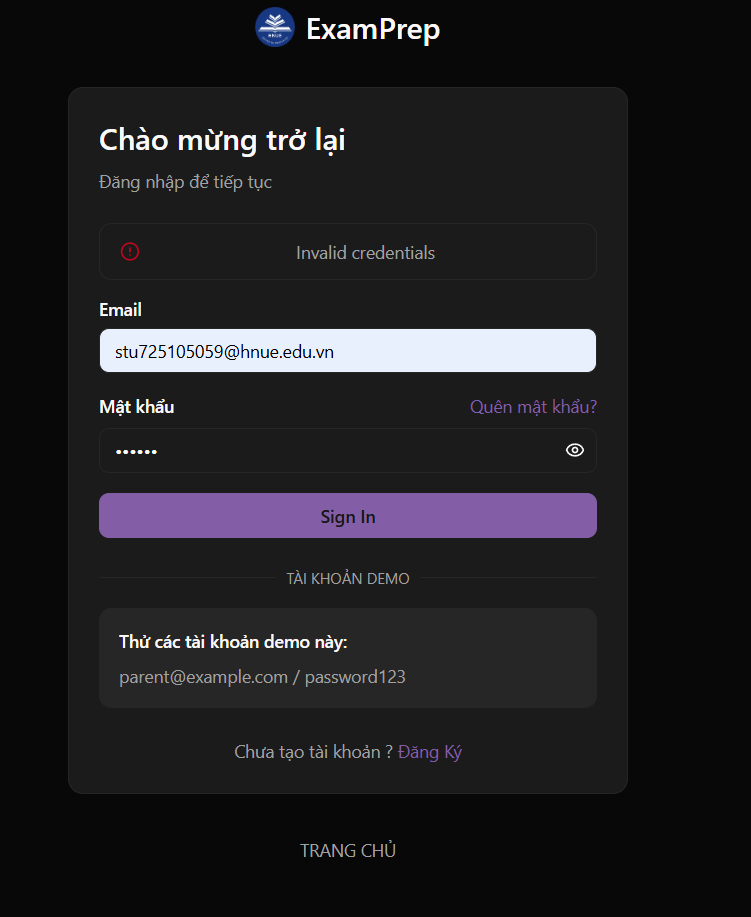 HNUE
ExamPrep
Chào mừng trở lại
Đăng nhập để tiếp tục
Invalid credentials
Email
stu725105059@hnue.edu.vn
Mật khẩu Quên mật khẩu?
••••••
Sign In
TÀI KHOẢN DEMO
Thử các tài khoản demo này:
parent@example.com / password123
Chưa tạo tài khoản ? Đăng Ký
TRANG CHỦ